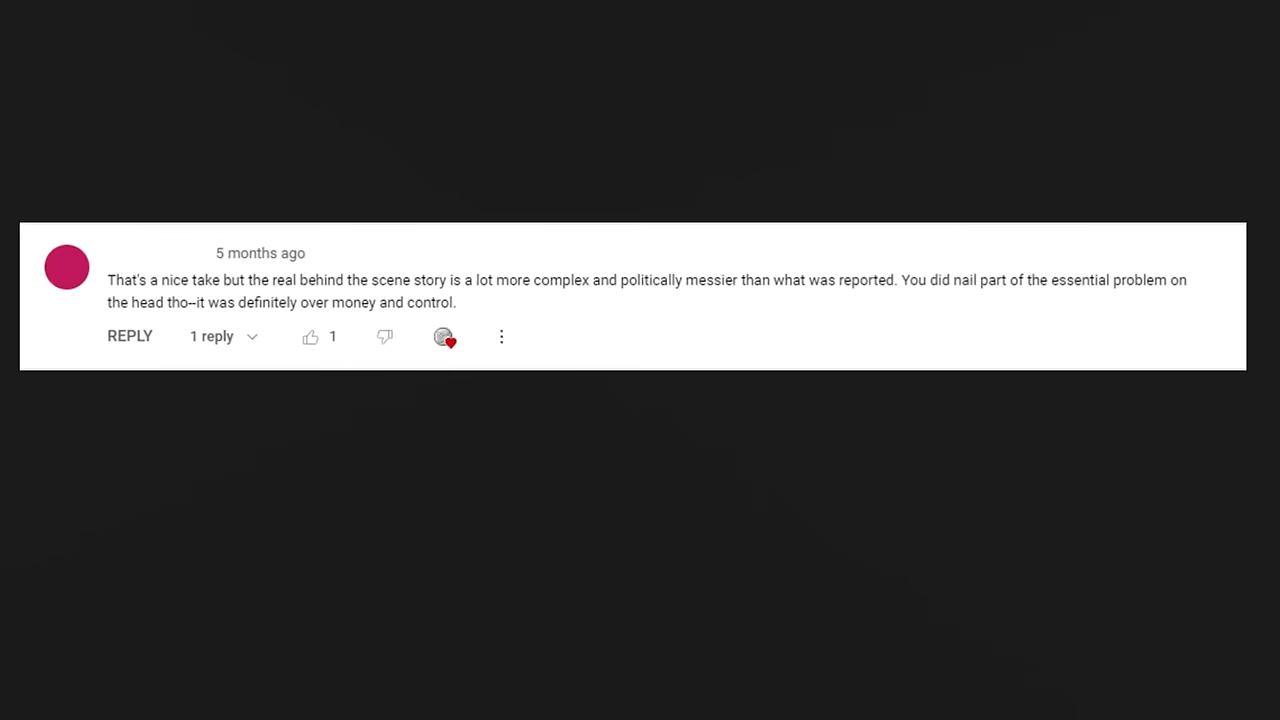 5 months ago
That's a nice take but the real behind the scene story is a lot more complex and politically messier than what was reported. You did nail part of the essential problem on
the head tho--it was definitely over money and control.
REPLY 1 reply 1